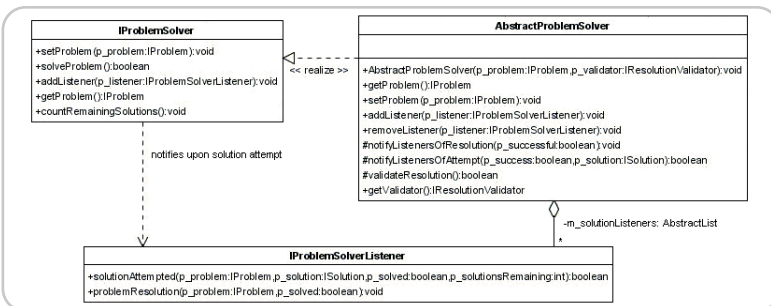 IProblemSolver
+setProblem(p_problem:IProblem):void
+solveProblem():boolean
+addListener(p_listener:IProblemSolverListener):void
+getProblem():IProblem
+countRemainingSolutions():void
<< realize >>
AbstractProblemSolver
+AbstractProblemSolver(p_problem:IProblem,p_validator:IResolutionValidator):void
+getProblem():IProblem
+setProblem(p_problem:IProblem):void
+addListener(p_listener:IProblemSolverListener):void
+removeListener(p_listener:IProblemSolverListener):void
#notifyListenersOfResolution(p_successful:boolean):void
#notifyListenersOfAttempt(p_success:boolean,p_solution:ISolution):boolean
#validateResolution():boolean
+getValidator():IResolutionValidator
notifies upon solution attempt
-m_solutionListeners: AbstractList
*
IProblemSolverListener
+solutionAttempted(p_problem:IProblem,p_solution:ISolution,p_solved:boolean,p_solutionsRemaining:int):boolean
+problemResolution(p_problem:IProblem,p_solved:boolean):void